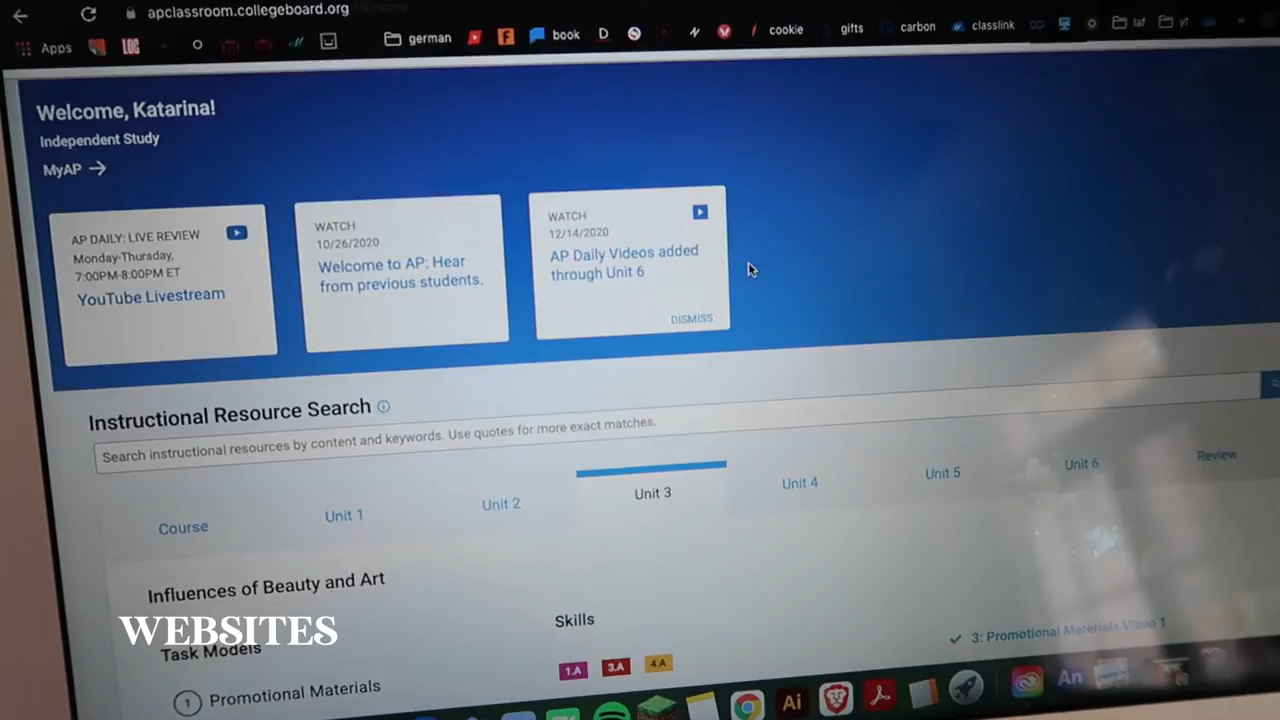 apclassroom.collegeboard.org
Apps LOG german book D cookie gifts carbon classlink laf yt
Welcome, Katarina!
Independent Study
MyAP
AP DAILY: LIVE REVIEW
Monday-Thursday,
7:00PM-8:00PM ET
YouTube Livestream
WATCH
10/26/2020
Welcome to AP: Hear
from previous students.
WATCH
12/14/2020
AP Daily Videos added
through Unit 6
DISMISS
Instructional Resource Search
Search instructional resources by content and keywords. Use quotes for more exact matches.
Course Unit 1 Unit 2 Unit 3 Unit 4 Unit 5 Unit 6 Review
Influences of Beauty and Art
WEBSITES
Task Models
Skills
1 Promotional Materials
1.A 3.A 4.A
3: Promotional Materials Video 1
Ai An